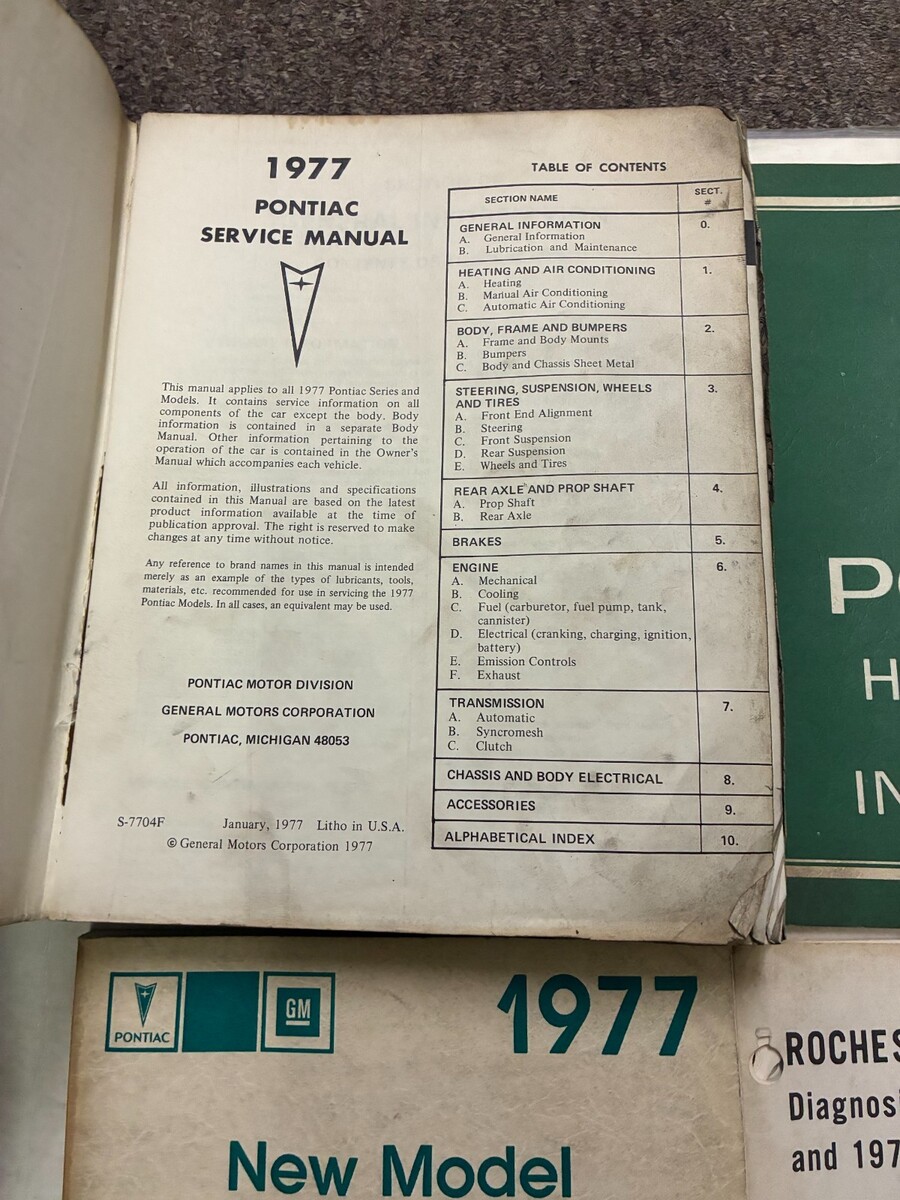 1977
PONTIAC
SERVICE MANUAL
This manual applies to all 1977 Pontiac Series and
Models. It contains service information on all
components of the car except the body. Body
information is contained in a separate Body
Manual. Other information pertaining to the
operation of the car is contained in the Owner's
Manual which accompanies each vehicle.
All information, illustrations and specifications
contained in this Manual are based on the latest
product information available at the time of
publication approval. The right is reserved to make
changes at any time without notice.
Any reference to brand names in this manual is intended
merely as an example of the types of lubricants, tools,
materials, etc. recommended for use in servicing the 1977
Pontiac Models. In all cases, an equivalent may be used.
PONTIAC MOTOR DIVISION
GENERAL MOTORS CORPORATION
PONTIAC, MICHIGAN 48053
S-7704F January, 1977 Litho in U.S.A.
© General Motors Corporation 1977
TABLE OF CONTENTS
SECTION NAME SECT. #
GENERAL INFORMATION 0.
A. General Information
B. Lubrication and Maintenance
HEATING AND AIR CONDITIONING 1.
A. Heating
B. Manual Air Conditioning
C. Automatic Air Conditioning
BODY, FRAME AND BUMPERS 2.
A. Frame and Body Mounts
B. Bumpers
C. Body and Chassis Sheet Metal
STEERING, SUSPENSION, WHEELS 3.
AND TIRES
A. Front End Alignment
B. Steering
C. Front Suspension
D. Rear Suspension
E. Wheels and Tires
REAR AXLE AND PROP SHAFT 4.
A. Prop Shaft
B. Rear Axle
BRAKES 5.
ENGINE 6.
A. Mechanical
B. Cooling
C. Fuel (carburetor, fuel pump, tank,
cannister)
D. Electrical (cranking, charging, ignition,
battery)
E. Emission Controls
F. Exhaust
TRANSMISSION 7.
A. Automatic
B. Syncromesh
C. Clutch
CHASSIS AND BODY ELECTRICAL 8.
ACCESSORIES 9.
ALPHABETICAL INDEX 10.
P
H
IN
PONTIAC GM 1977
New Model
ROCHES
Diagnosi
and 197